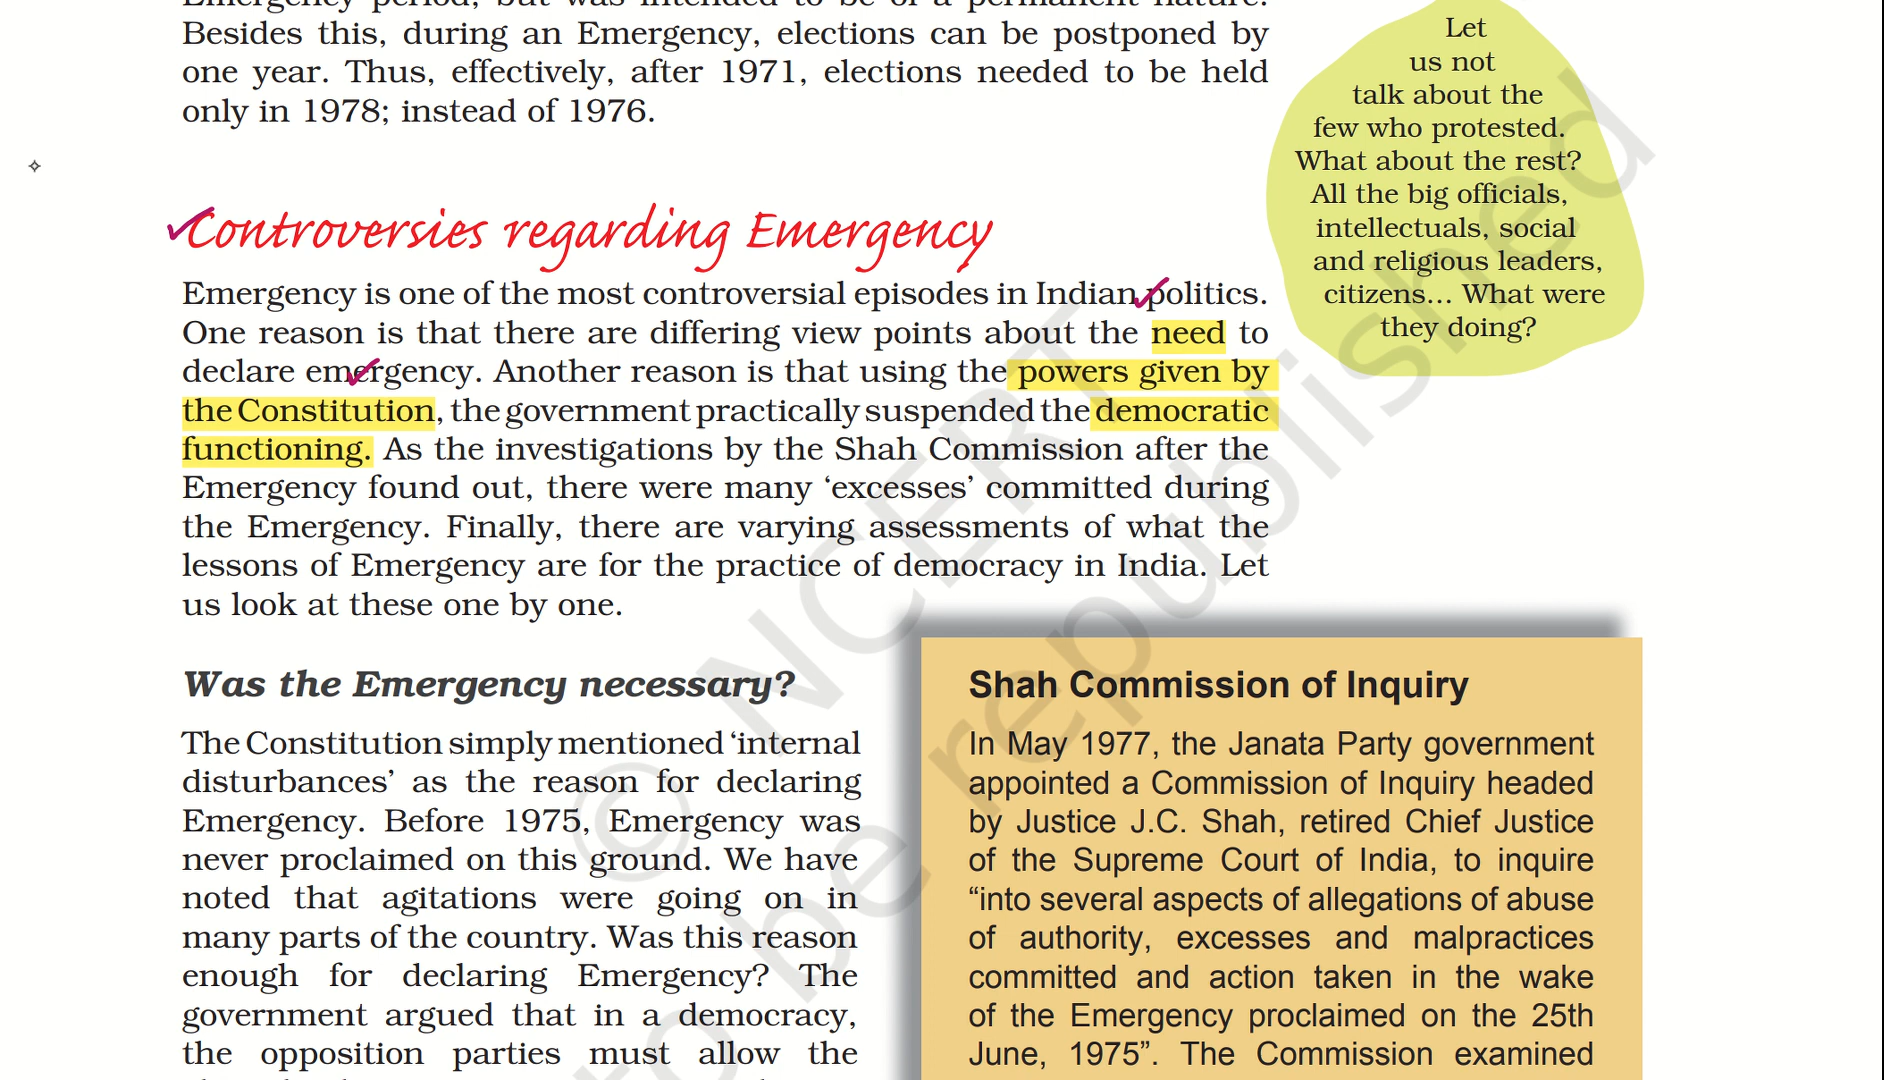 Besides this, during an Emergency, elections can be postponed by
one year. Thus, effectively, after 1971, elections needed to be held
only in 1978; instead of 1976.
Let
us not
talk about the
few who protested.
What about the rest?
All the big officials,
intellectuals, social
and religious leaders,
citizens... What were
they doing?
Controversies regarding Emergency
Emergency is one of the most controversial episodes in Indian politics.
One reason is that there are differing view points about the need to
declare emergency. Another reason is that using the powers given by
the Constitution, the government practically suspended the democratic
functioning. As the investigations by the Shah Commission after the
Emergency found out, there were many ‘excesses’ committed during
the Emergency. Finally, there are varying assessments of what the
lessons of Emergency are for the practice of democracy in India. Let
us look at these one by one.
Was the Emergency necessary?
The Constitution simply mentioned ‘internal
disturbances’ as the reason for declaring
Emergency. Before 1975, Emergency was
never proclaimed on this ground. We have
noted that agitations were going on in
many parts of the country. Was this reason
enough for declaring Emergency? The
government argued that in a democracy,
the opposition parties must allow the
Shah Commission of Inquiry
In May 1977, the Janata Party government
appointed a Commission of Inquiry headed
by Justice J.C. Shah, retired Chief Justice
of the Supreme Court of India, to inquire
“into several aspects of allegations of abuse
of authority, excesses and malpractices
committed and action taken in the wake
of the Emergency proclaimed on the 25th
June, 1975”. The Commission examined
© NCERT
to be republished